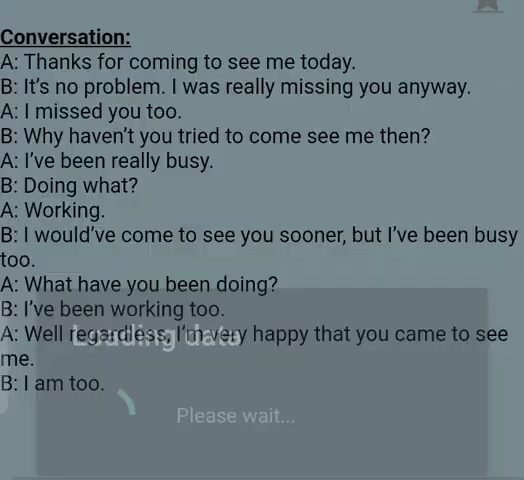 Conversation:
A: Thanks for coming to see me today.
B: It's no problem. I was really missing you anyway.
A: I missed you too.
B: Why haven't you tried to come see me then?
A: I've been really busy.
B: Doing what?
A: Working.
B: I would've come to see you sooner, but I've been busy
too.
A: What have you been doing?
B: I've been working too.
A: Well regardless, I'm very happy that you came to see
Loading data
me.
B: I am too.
Please wait...